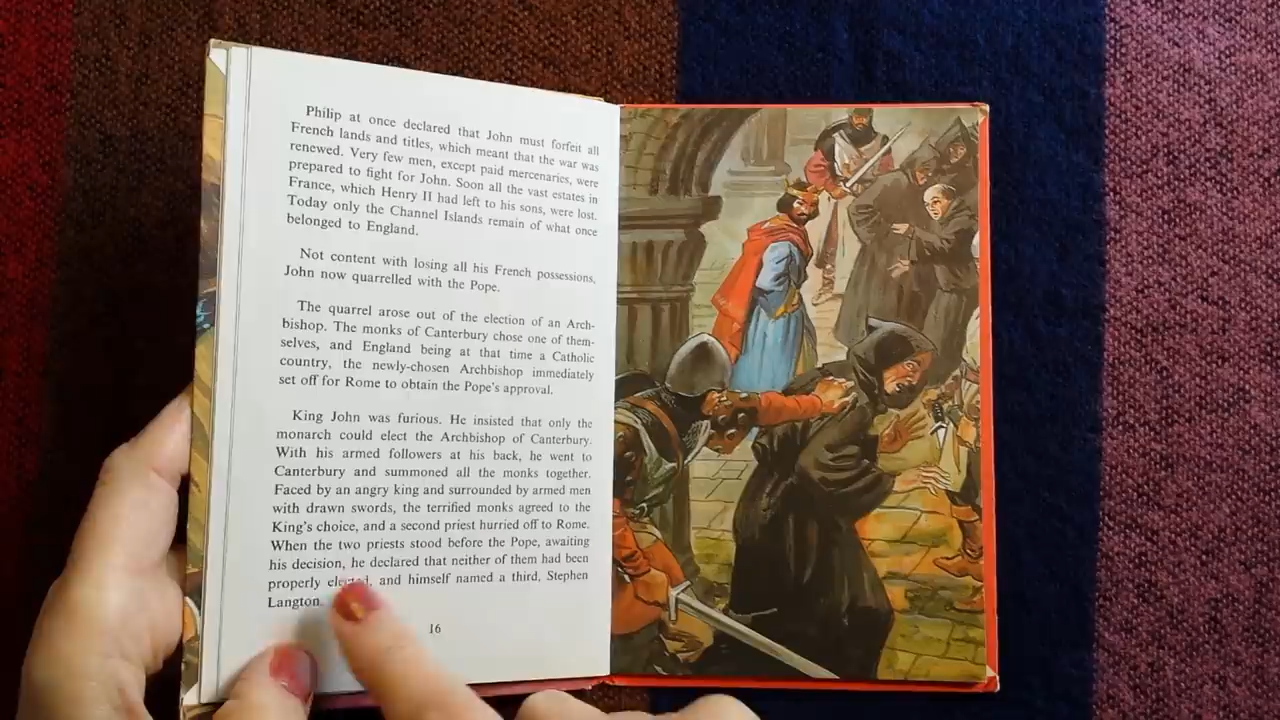 Philip at once declared that John must forfeit all
French lands and titles, which meant that the war was
renewed. Very few men, except paid mercenaries, were
prepared to fight for John. Soon all the vast estates in
France, which Henry II had left to his sons, were lost.
Today only the Channel Islands remain of what once
belonged to England.
Not content with losing all his French possessions,
John now quarrelled with the Pope.
The quarrel arose out of the election of an Arch-
bishop. The monks of Canterbury chose one of them-
selves, and England being at that time a Catholic
country, the newly-chosen Archbishop immediately
set off for Rome to obtain the Pope's approval.
King John was furious. He insisted that only the
monarch could elect the Archbishop of Canterbury.
With his armed followers at his back, he went to
Canterbury and summoned all the monks together.
Faced by an angry king and surrounded by armed men
with drawn swords, the terrified monks agreed to the
King's choice, and a second priest hurried off to Rome.
When the two priests stood before the Pope, awaiting
his decision, he declared that neither of them had been
properly and himself named a third, Stephen
Langton.
16